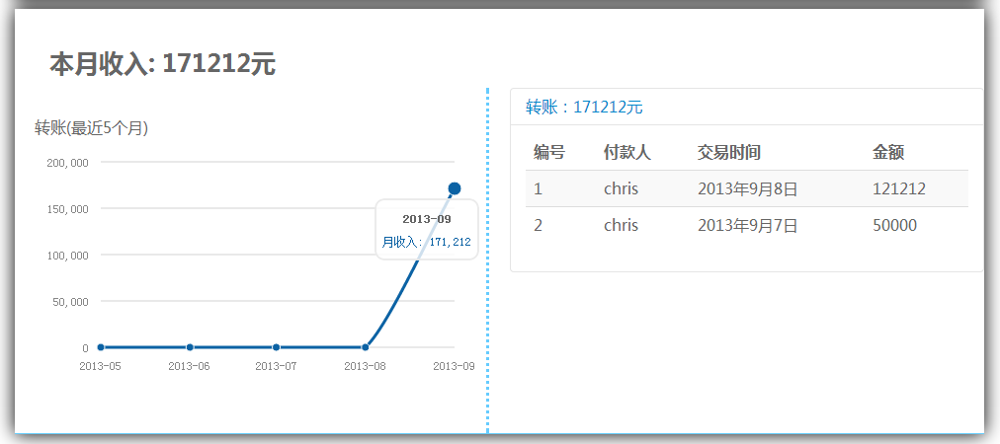 本月收入: 171212元
转账(最近5个月)
200,000
150,000
100,000
50,000
0
2013-05 2013-06 2013-07 2013-08 2013-09
2013-09
月收入: 171,212
转账：171212元
编号 付款人 交易时间 金额
1 chris 2013年9月8日 121212
2 chris 2013年9月7日 50000